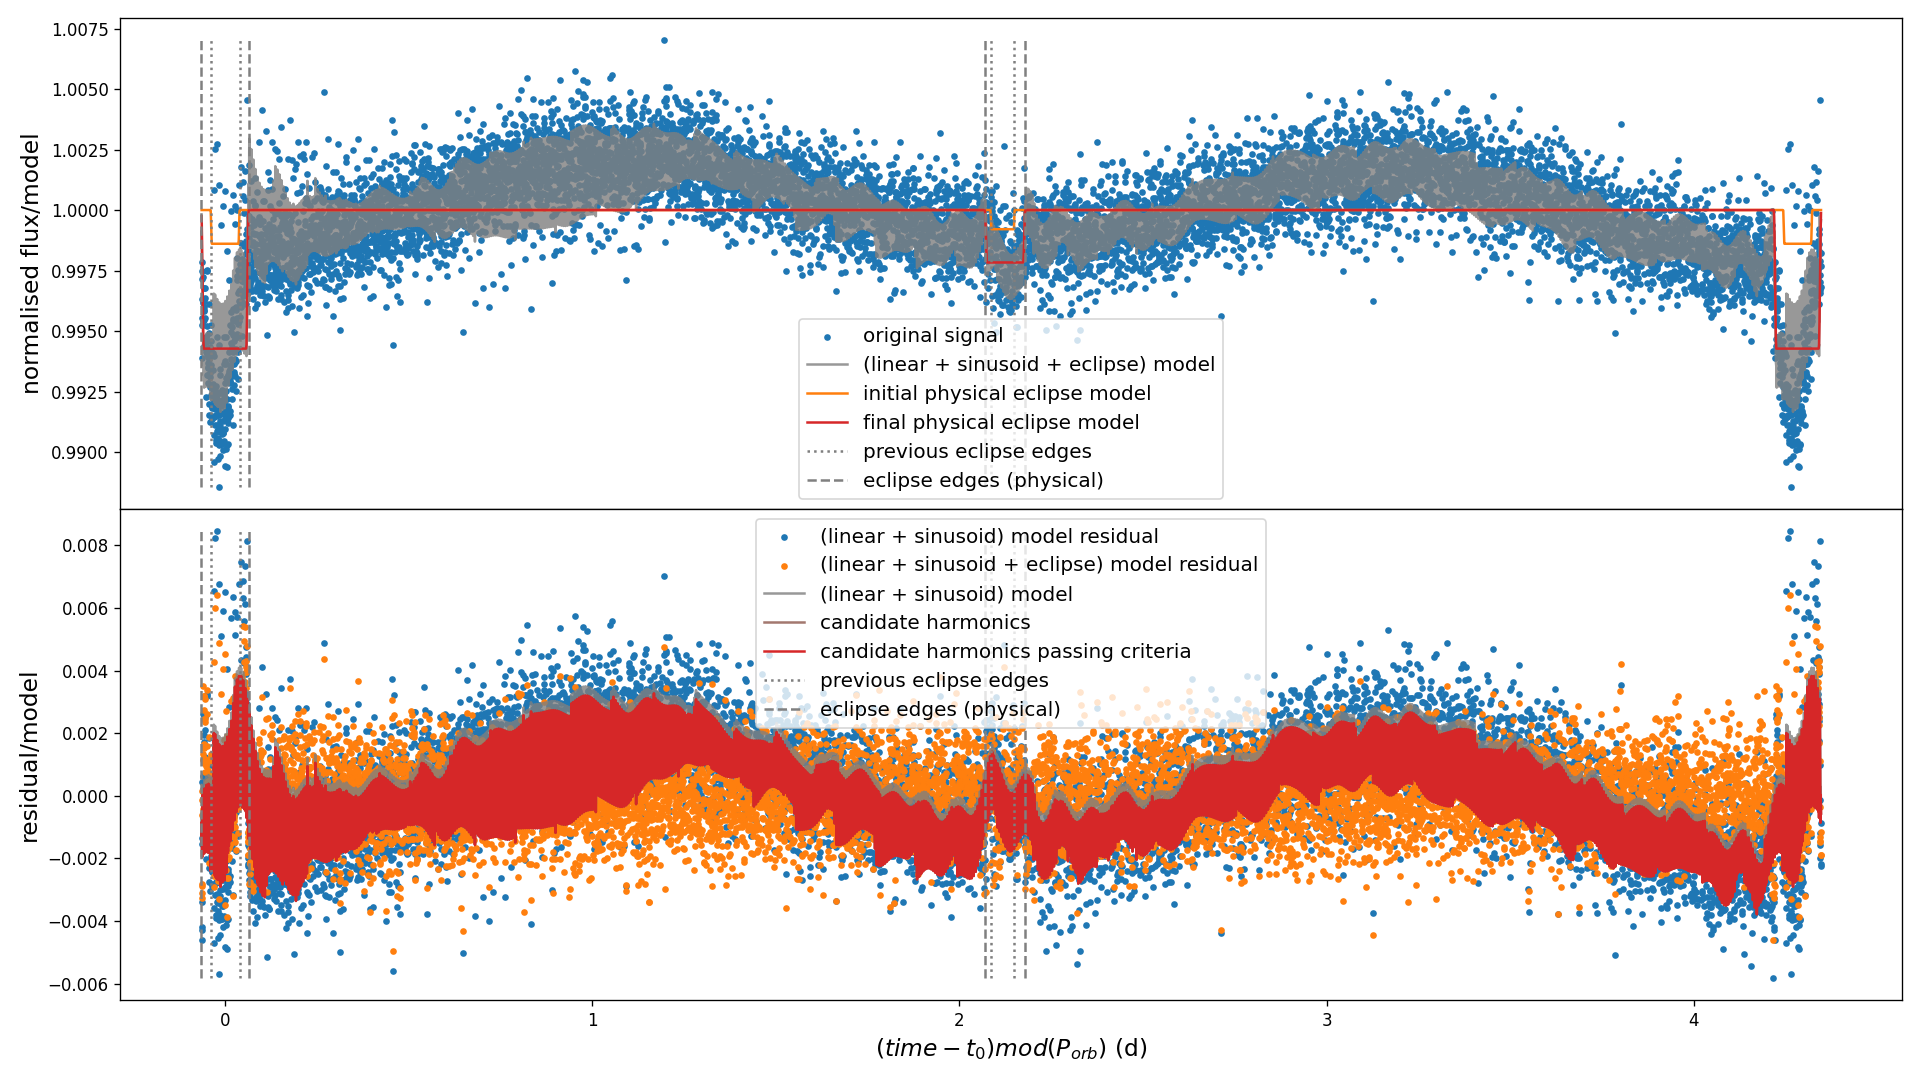 1.0075
1.0050
1.0025
1.0000
0.9975
0.9950
0.9925
0.9900
normalised flux/model
original signal
(linear + sinusoid + eclipse) model
initial physical eclipse model
final physical eclipse model
previous eclipse edges
eclipse edges (physical)
0.008
0.006
0.004
0.002
0.000
−0.002
−0.004
−0.006
residual/model
(linear + sinusoid) model residual
(linear + sinusoid + eclipse) model residual
(linear + sinusoid) model
candidate harmonics
candidate harmonics passing criteria
previous eclipse edges
eclipse edges (physical)
0 1 2 3 4
(time − t₀)mod(Pₒᵣb) (d)